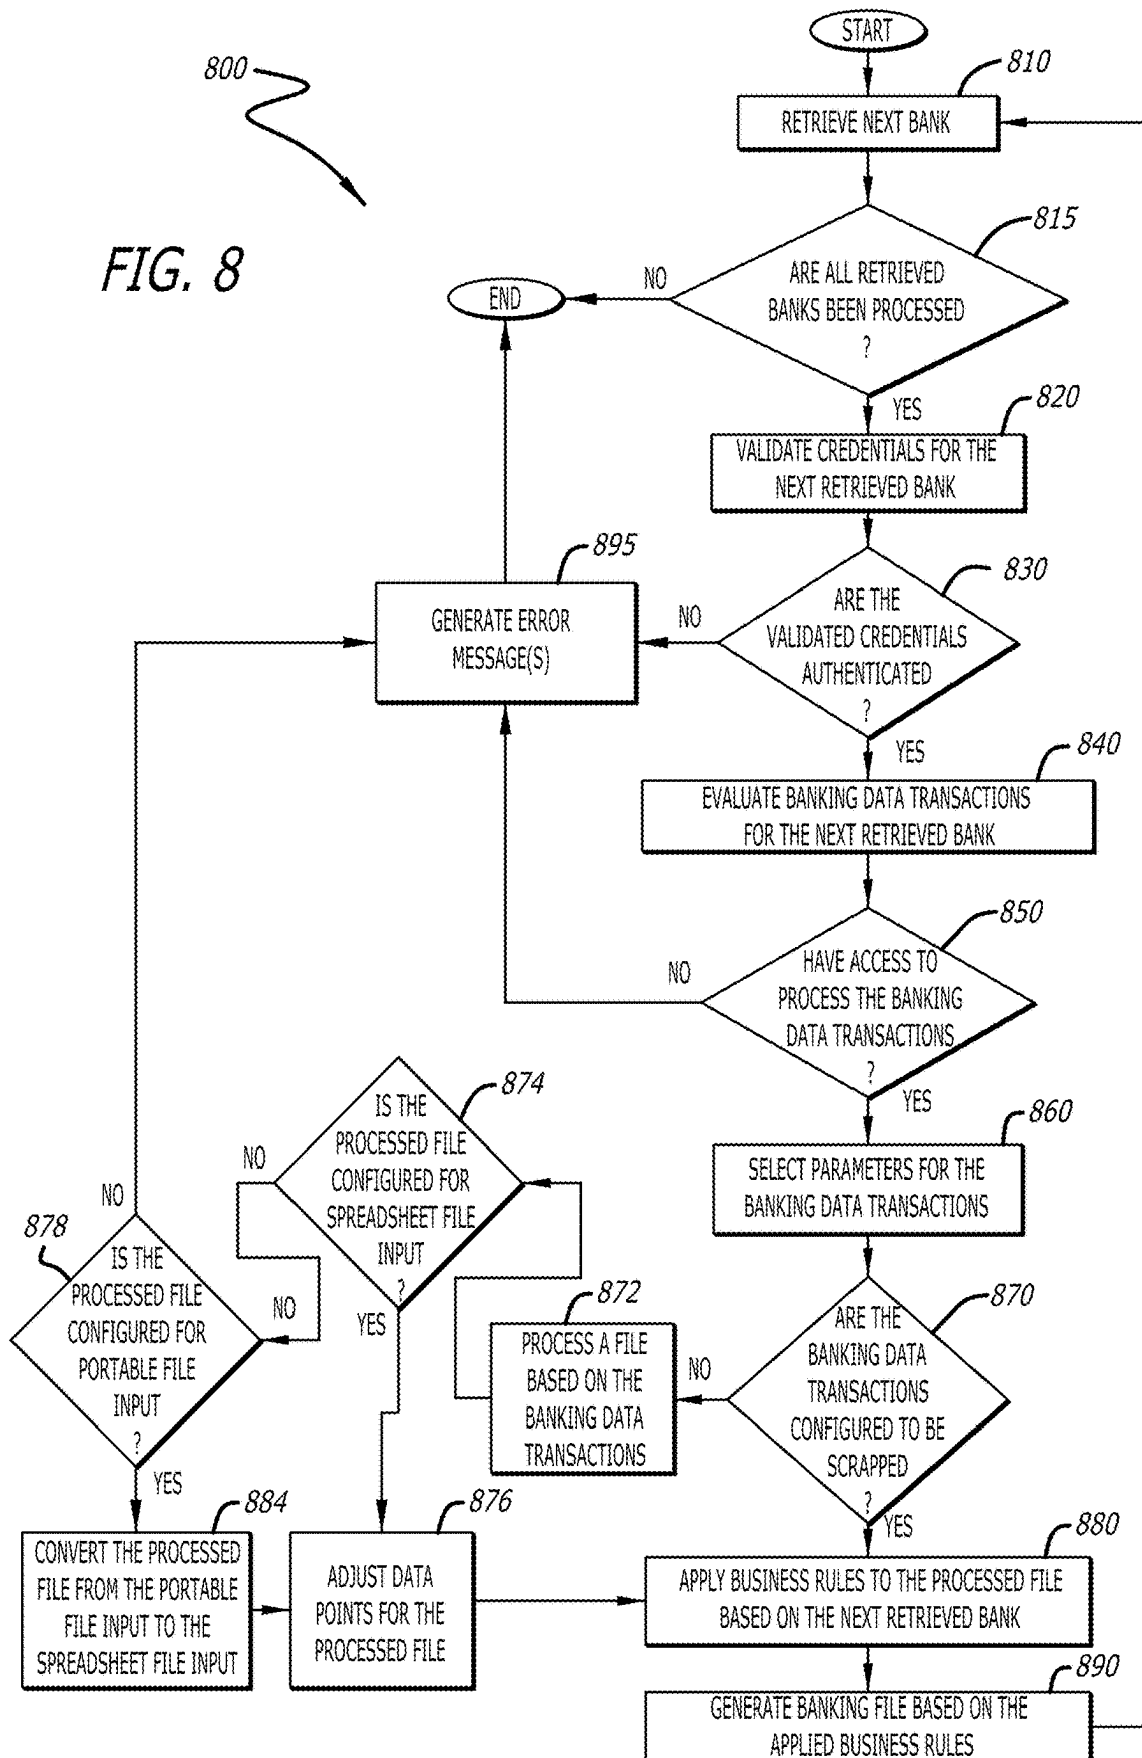 START
800
810
RETRIEVE NEXT BANK
815
FIG. 8
ARE ALL RETRIEVED
BANKS BEEN PROCESSED
?
NO
END
YES
820
VALIDATE CREDENTIALS FOR THE
NEXT RETRIEVED BANK
895
GENERATE ERROR
MESSAGE(S)
830
NO
ARE THE
VALIDATED CREDENTIALS
AUTHENTICATED
?
YES
840
EVALUATE BANKING DATA TRANSACTIONS
FOR THE NEXT RETRIEVED BANK
850
NO
HAVE ACCESS TO
PROCESS THE BANKING
DATA TRANSACTIONS
?
YES
860
SELECT PARAMETERS FOR THE
BANKING DATA TRANSACTIONS
870
ARE THE
BANKING DATA
TRANSACTIONS
CONFIGURED TO BE
SCRAPPED
?
NO
YES
872
PROCESS A FILE
BASED ON THE
BANKING DATA
TRANSACTIONS
874
IS THE
PROCESSED FILE
CONFIGURED FOR
SPREADSHEET FILE
INPUT
?
NO
YES
NO
878
NO
IS THE
PROCESSED FILE
CONFIGURED FOR
PORTABLE FILE
INPUT
?
YES
884
CONVERT THE PROCESSED
FILE FROM THE PORTABLE
FILE INPUT TO THE
SPREADSHEET FILE INPUT
876
ADJUST DATA
POINTS FOR THE
PROCESSED FILE
880
APPLY BUSINESS RULES TO THE PROCESSED FILE
BASED ON THE NEXT RETRIEVED BANK
890
GENERATE BANKING FILE BASED ON THE
APPLIED BUSINESS RULES